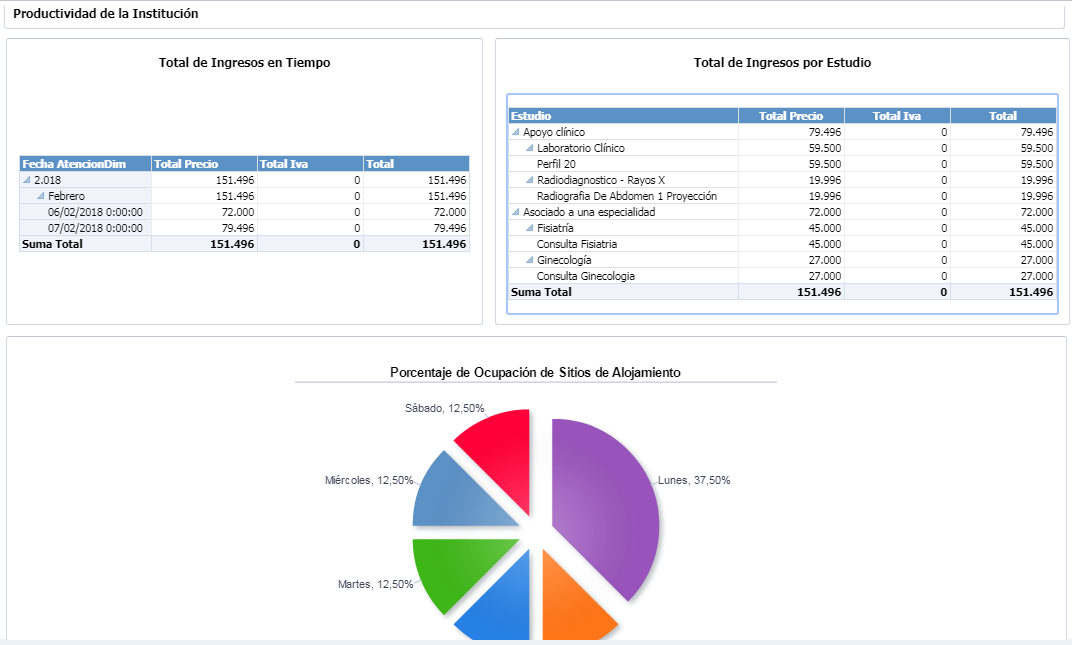 Productividad de la Institución
Total de Ingresos en Tiempo
Fecha AtencionDim Total Precio Total Iva Total
2.018 151.496 0 151.496
Febrero 151.496 0 151.496
06/02/2018 0:00:00 72.000 0 72.000
07/02/2018 0:00:00 79.496 0 79.496
Suma Total 151.496 0 151.496
Total de Ingresos por Estudio
Estudio Total Precio Total Iva Total
Apoyo clínico 79.496 0 79.496
Laboratorio Clínico 59.500 0 59.500
Perfil 20 59.500 0 59.500
Radiodiagnostico - Rayos X 19.996 0 19.996
Radiografia De Abdomen 1 Proyección 19.996 0 19.996
Asociado a una especialidad 72.000 0 72.000
Fisiatría 45.000 0 45.000
Consulta Fisiatria 45.000 0 45.000
Ginecología 27.000 0 27.000
Consulta Ginecologia 27.000 0 27.000
Suma Total 151.496 0 151.496
Porcentaje de Ocupación de Sitios de Alojamiento
Sábado, 12,50%
Miércoles, 12,50%
Lunes, 37,50%
Martes, 12,50%